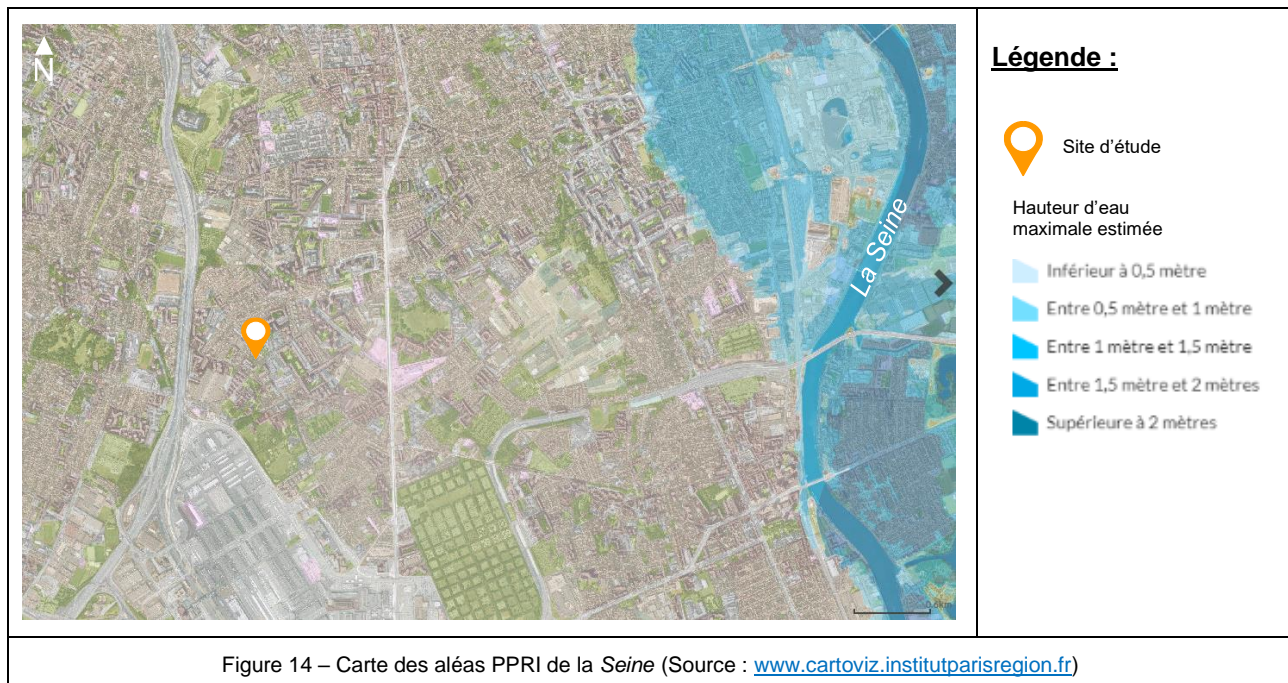 N
La Seine
0.6km
Légende :
Site d'étude
Hauteur d'eau
maximale estimée
Inférieur à 0,5 mètre
Entre 0,5 mètre et 1 mètre
Entre 1 mètre et 1,5 mètre
Entre 1,5 mètre et 2 mètres
Supérieure à 2 mètres
Figure 14 – Carte des aléas PPRI de la Seine (Source : www.cartoviz.institutparisregion.fr)